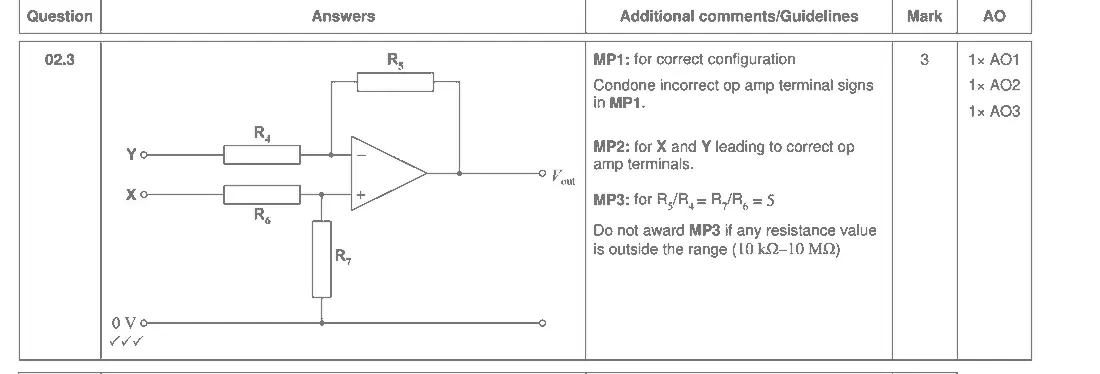 Question Answers Additional comments/Guidelines Mark AO
02.3
R₅
R₄
Y
−
X
+
V_out
R₆
R₇
0 V
✓✓✓
MP1: for correct configuration
Condone incorrect op amp terminal signs
in MP1.
MP2: for X and Y leading to correct op
amp terminals.
MP3: for R₅/R₄ = R₇/R₆ = 5
Do not award MP3 if any resistance value
is outside the range (10 kΩ–10 MΩ)
3
1× AO1
1× AO2
1× AO3